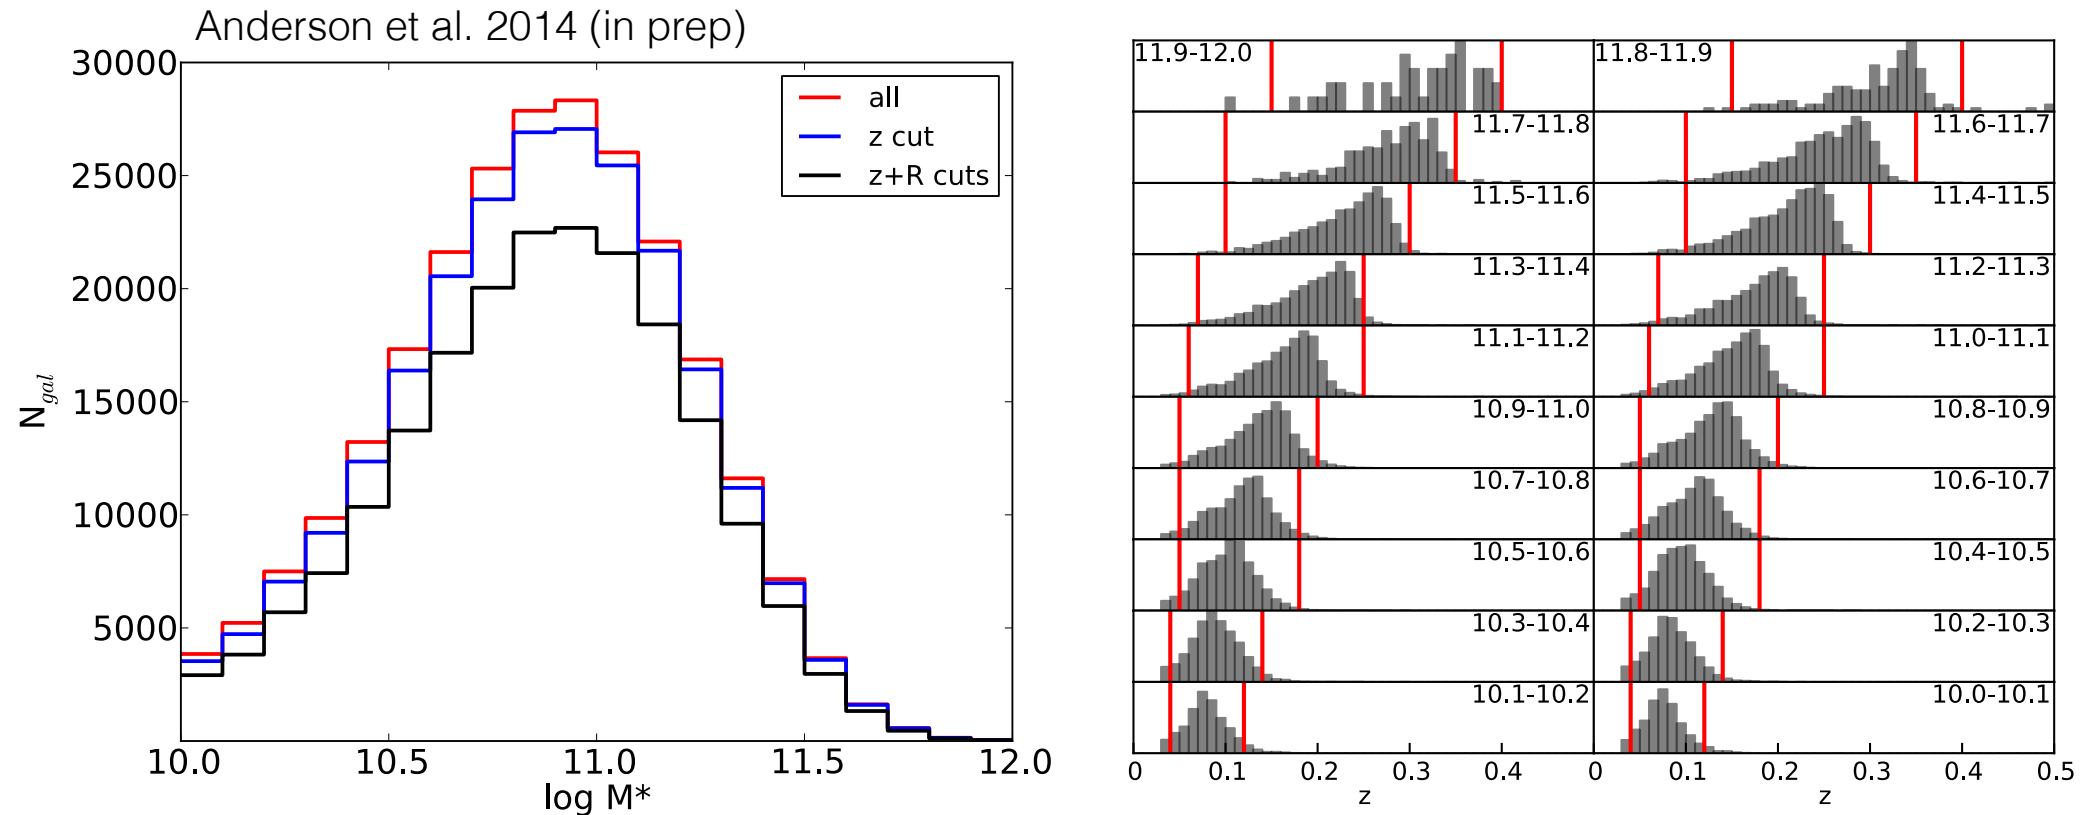 Anderson et al. 2014 (in prep)
30000
25000
20000
15000
10000
5000
N_gal
all
z cut
z+R cuts
10.0 10.5 11.0 11.5 12.0
log M*
11.9-12.0 11.8-11.9
11.7-11.8 11.6-11.7
11.5-11.6 11.4-11.5
11.3-11.4 11.2-11.3
11.1-11.2 11.0-11.1
10.9-11.0 10.8-10.9
10.7-10.8 10.6-10.7
10.5-10.6 10.4-10.5
10.3-10.4 10.2-10.3
10.1-10.2 10.0-10.1
0 0.1 0.2 0.3 0.4 0 0.1 0.2 0.3 0.4 0.5
z z